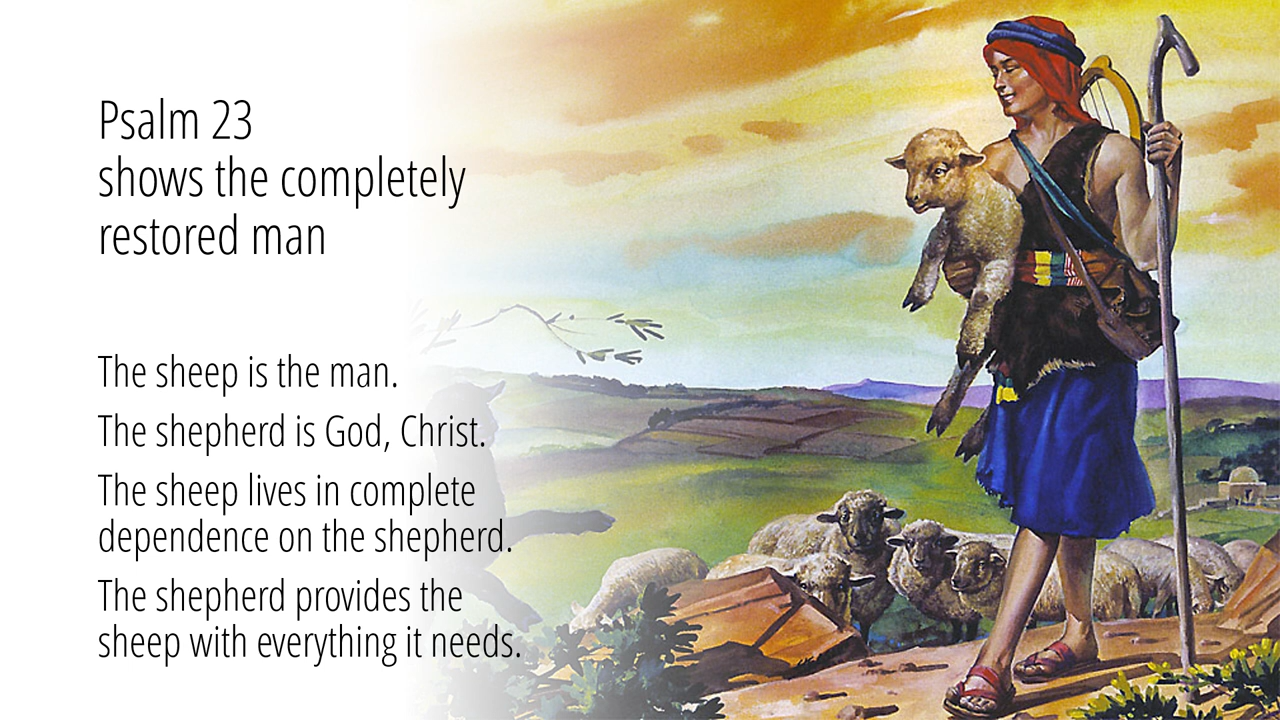 Psalm 23
shows the completely
restored man
The sheep is the man.
The shepherd is God, Christ.
The sheep lives in complete
dependence on the shepherd.
The shepherd provides the
sheep with everything it needs.